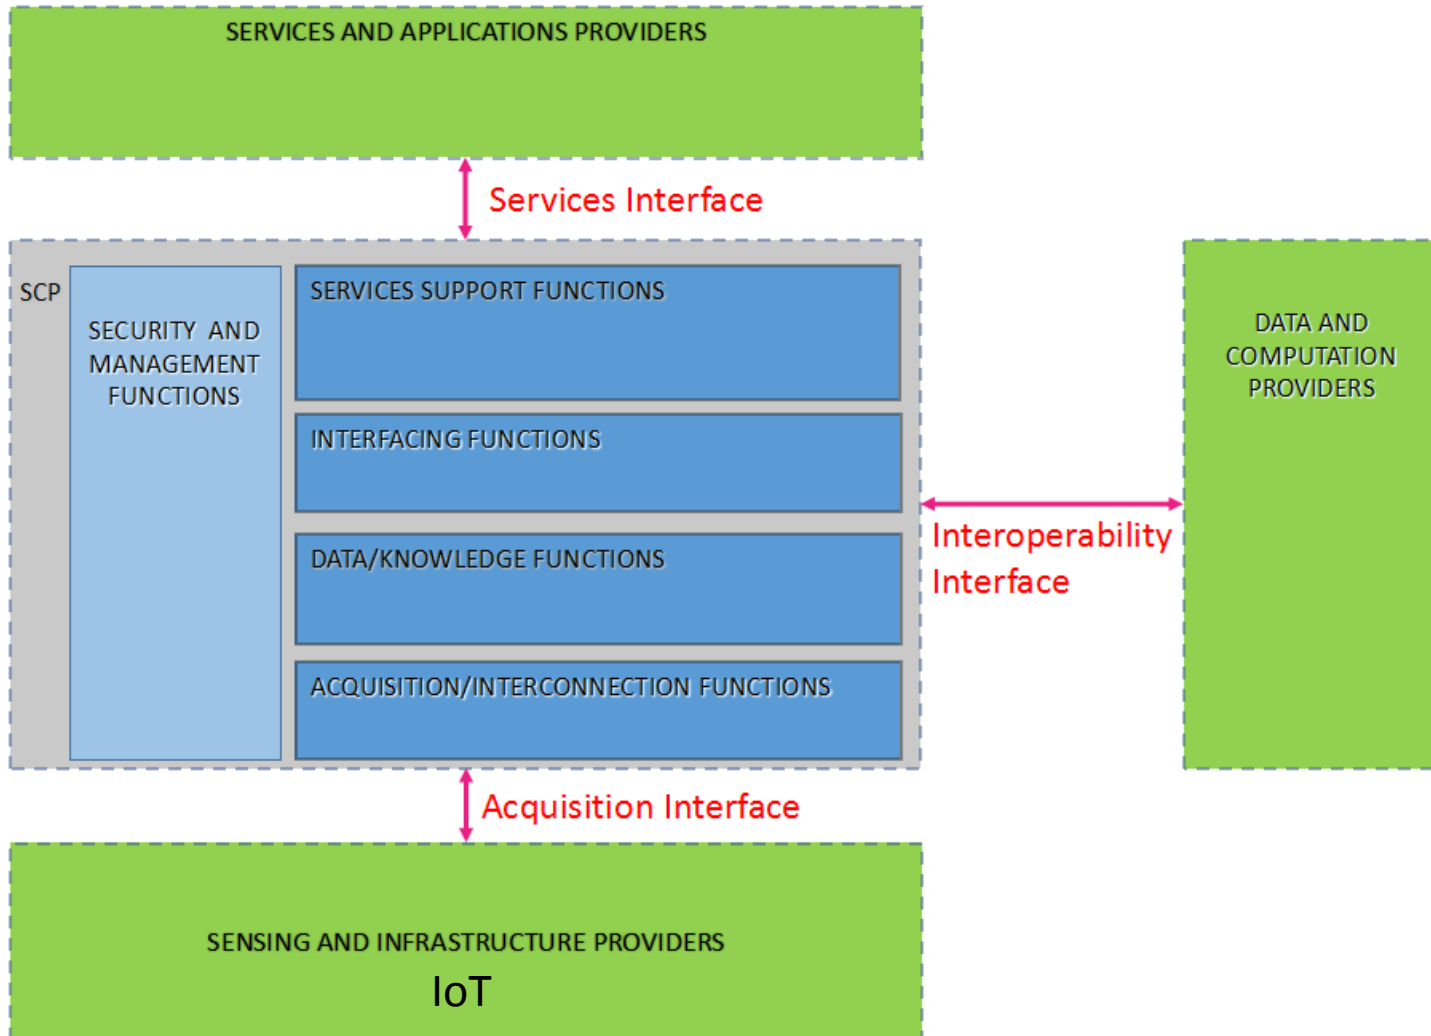 SERVICES AND APPLICATIONS PROVIDERS
Services Interface
SCP
SECURITY AND
MANAGEMENT
FUNCTIONS
SERVICES SUPPORT FUNCTIONS
INTERFACING FUNCTIONS
DATA/KNOWLEDGE FUNCTIONS
ACQUISITION/INTERCONNECTION FUNCTIONS
Interoperability
Interface
DATA AND
COMPUTATION
PROVIDERS
Acquisition Interface
SENSING AND INFRASTRUCTURE PROVIDERS
IoT